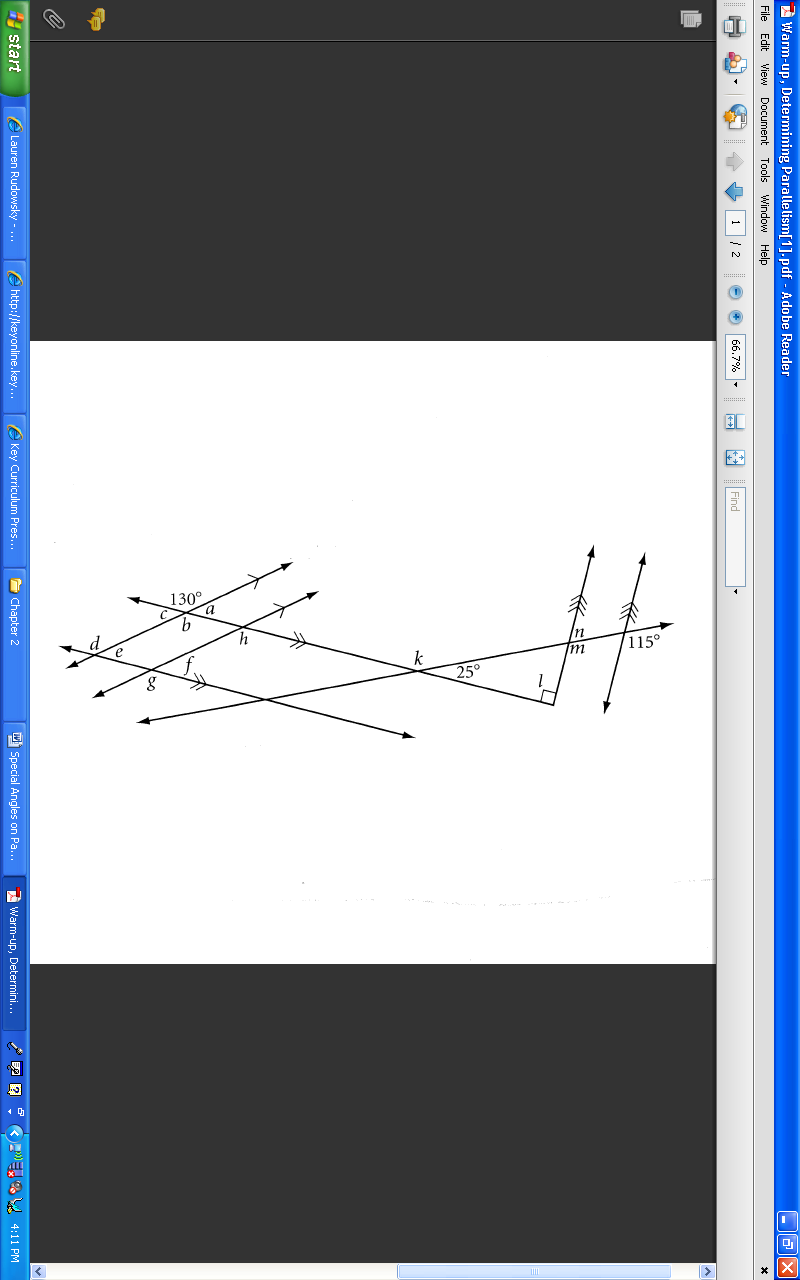 Warm-up, Determining Parallelism[1].pdf - Adobe Reader
File Edit View Document Tools Window Help
1 / 2
66.7%
Find
130°
a
b
c
d
e
f
g
h
k
25°
l
n
m
115°
start
Lauren Rudowsky - ...
http://keyonline.key...
Key Curriculum Pres...
Chapter 2
Special Angles on Pa...
Warm-up, Determini...
4:11 PM